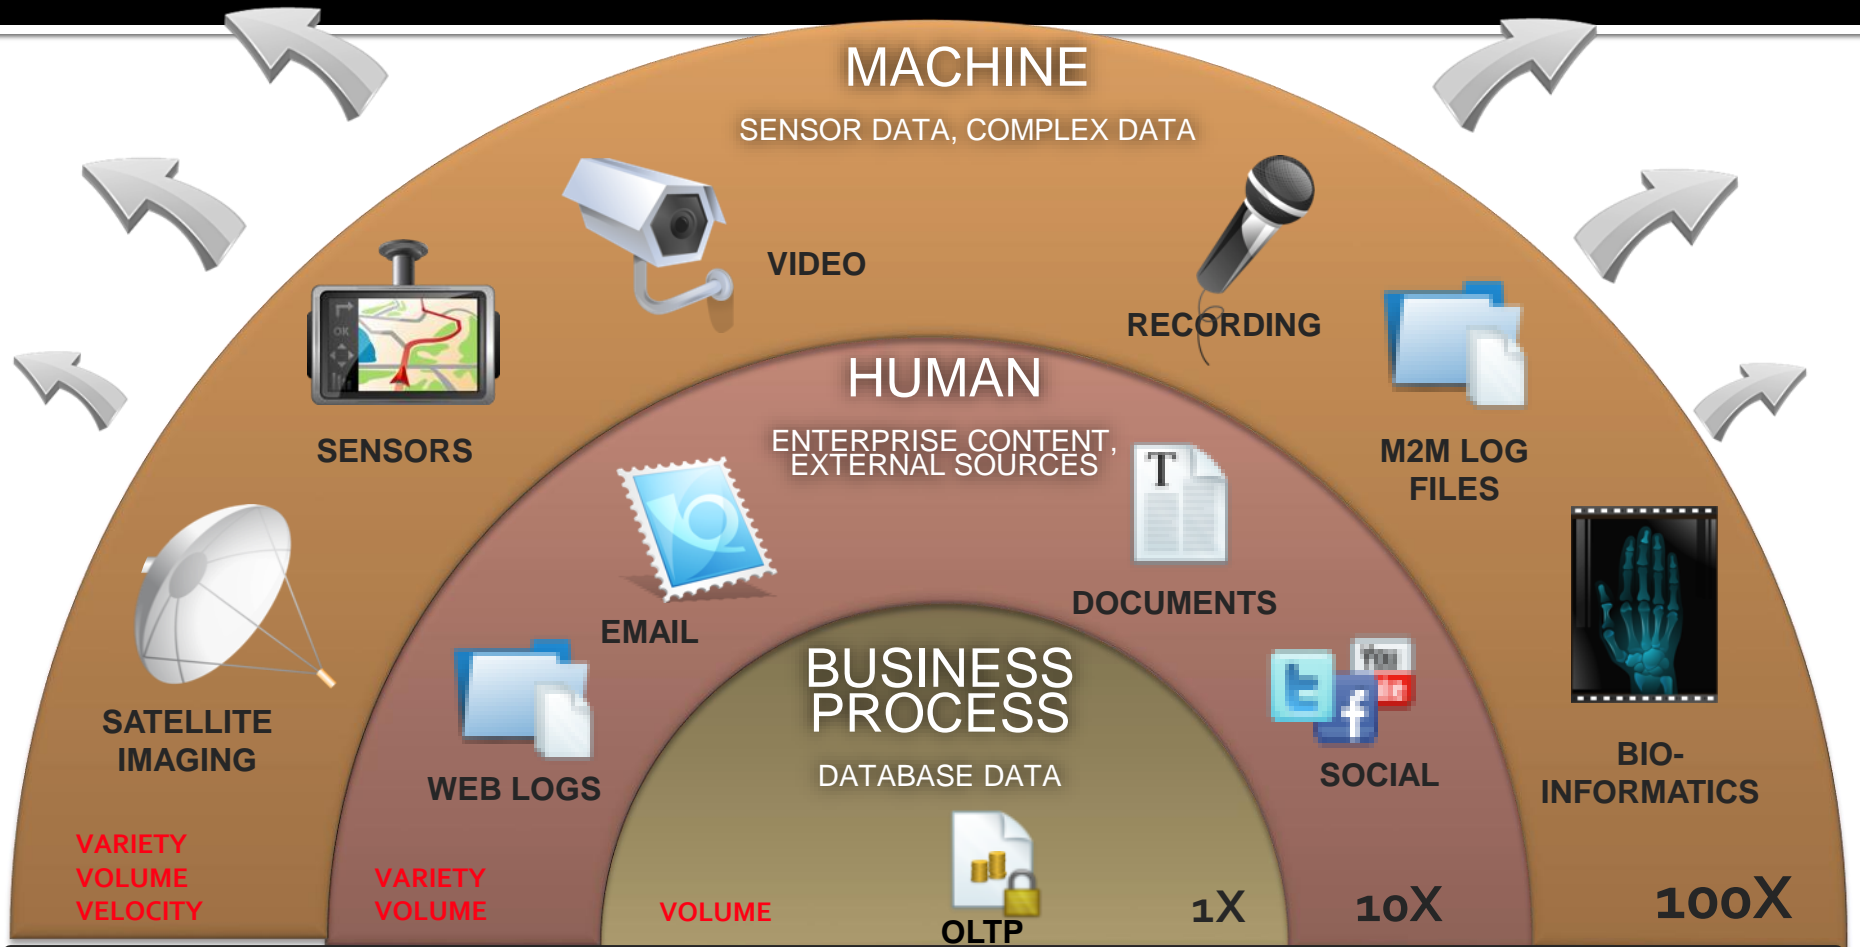 MACHINE
SENSOR DATA, COMPLEX DATA
VIDEO
RECORDING
SENSORS
M2M LOG
FILES
SATELLITE
IMAGING
BIO-
INFORMATICS
VARIETY
VOLUME
VELOCITY
100X
HUMAN
ENTERPRISE CONTENT,
EXTERNAL SOURCES
EMAIL
DOCUMENTS
WEB LOGS
SOCIAL
VARIETY
VOLUME
10X
BUSINESS
PROCESS
DATABASE DATA
OLTP
VOLUME
1X
OK
T
t
f
You